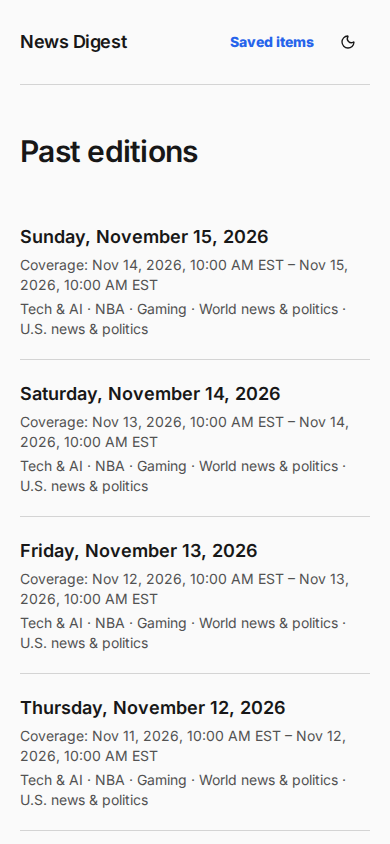 News Digest
Saved items
Past editions
Sunday, November 15, 2026
Coverage: Nov 14, 2026, 10:00 AM EST – Nov 15,
2026, 10:00 AM EST
Tech & AI · NBA · Gaming · World news & politics ·
U.S. news & politics
Saturday, November 14, 2026
Coverage: Nov 13, 2026, 10:00 AM EST – Nov 14,
2026, 10:00 AM EST
Tech & AI · NBA · Gaming · World news & politics ·
U.S. news & politics
Friday, November 13, 2026
Coverage: Nov 12, 2026, 10:00 AM EST – Nov 13,
2026, 10:00 AM EST
Tech & AI · NBA · Gaming · World news & politics ·
U.S. news & politics
Thursday, November 12, 2026
Coverage: Nov 11, 2026, 10:00 AM EST – Nov 12,
2026, 10:00 AM EST
Tech & AI · NBA · Gaming · World news & politics ·
U.S. news & politics